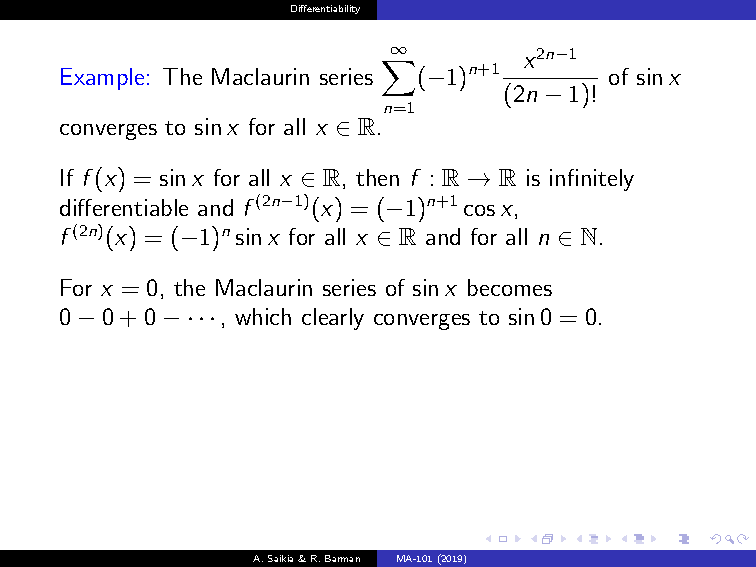 Differentiability
Example: The Maclaurin series $\sum_{n=1}^{\infty} (-1)^{n+1} \frac{x^{2n-1}}{(2n-1)!}$ of sin x
converges to sin x for all x ∈ ℝ.
If f(x) = sin x for all x ∈ ℝ, then f : ℝ → ℝ is infinitely
differentiable and $f^{(2n-1)}(x) = (-1)^{n+1}$ cos x,
$f^{(2n)}(x) = (-1)^n$ sin x for all x ∈ ℝ and for all n ∈ ℕ.
For x = 0, the Maclaurin series of sin x becomes
0 − 0 + 0 − ⋯, which clearly converges to sin 0 = 0.
A. Saikia & R. Barman MA-101 (2019)